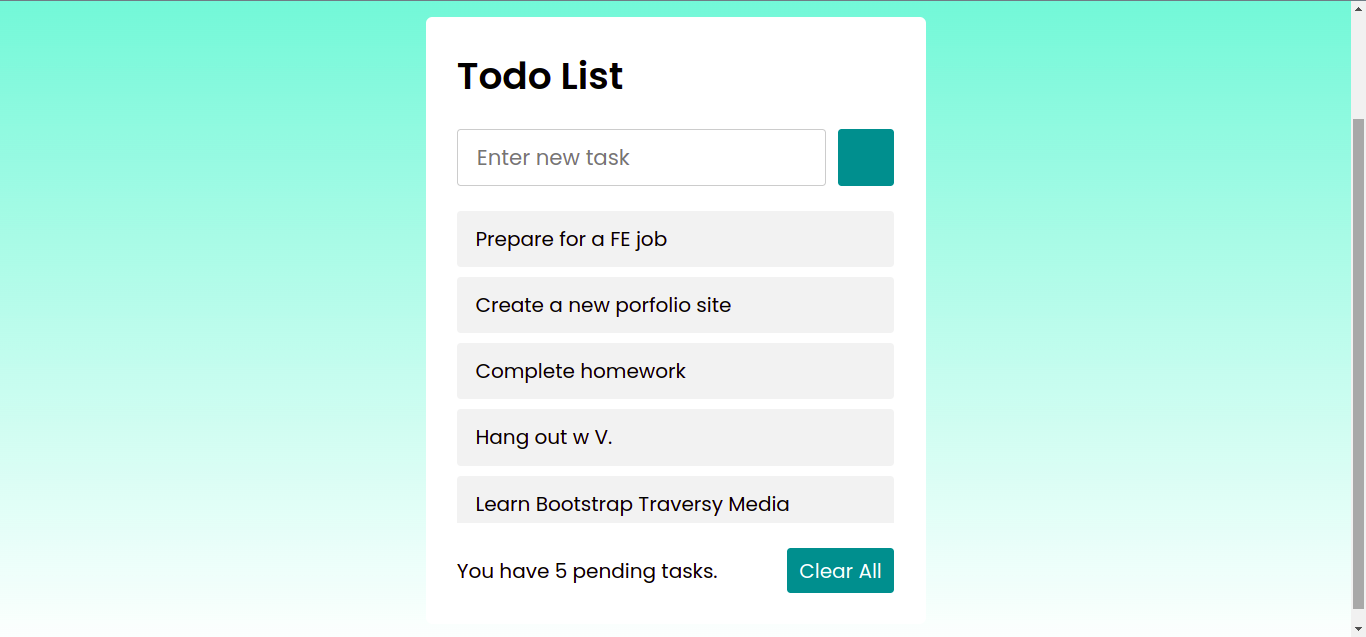 Todo List
Enter new task
Prepare for a FE job
Create a new porfolio site
Complete homework
Hang out w V.
Learn Bootstrap Traversy Media
You have 5 pending tasks.
Clear All